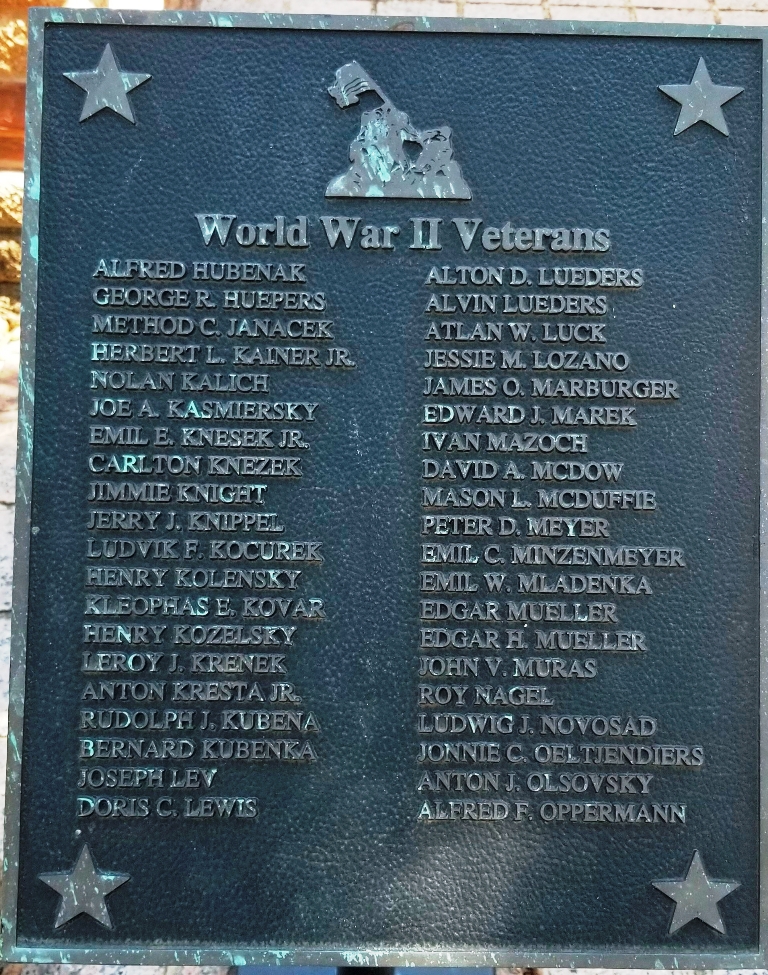 World War II Veterans
ALFRED HUBENAK
GEORGE R. HUEPERS
METHOD C. JANACEK
HERBERT L. KAINER JR.
NOLAN KALICH
JOE A. KASMIERSKY
EMIL E. KNESEK JR.
CARLTON KNEZEK
JIMMIE KNIGHT
JERRY J. KNIPPEL
LUDVIK F. KOCUREK
HENRY KOLENSKY
KLEOPHAS E. KOVAR
HENRY KOZELSKY
LEROY J. KRENEK
ANTON KRESTA JR.
RUDOLPH J. KUBENA
BERNARD KUBENKA
JOSEPH LEV
DORIS C. LEWIS
ALTON D. LUEDERS
ALVIN LUEDERS
ATLAN W. LUCK
JESSIE M. LOZANO
JAMES O. MARBURGER
EDWARD J. MAREK
IVAN MAZOCH
DAVID A. MCDOW
MASON L. MCDUFFIE
PETER D. MEYER
EMIL C. MINZENMEYER
EMIL W. MLADENKA
EDGAR MUELLER
EDGAR H. MUELLER
JOHN V. MURAS
ROY NAGEL
LUDWIG J. NOVOSAD
JONNIE C. OELTJENDIERS
ANTON J. OLSOVSKY
ALFRED F. OPPERMANN